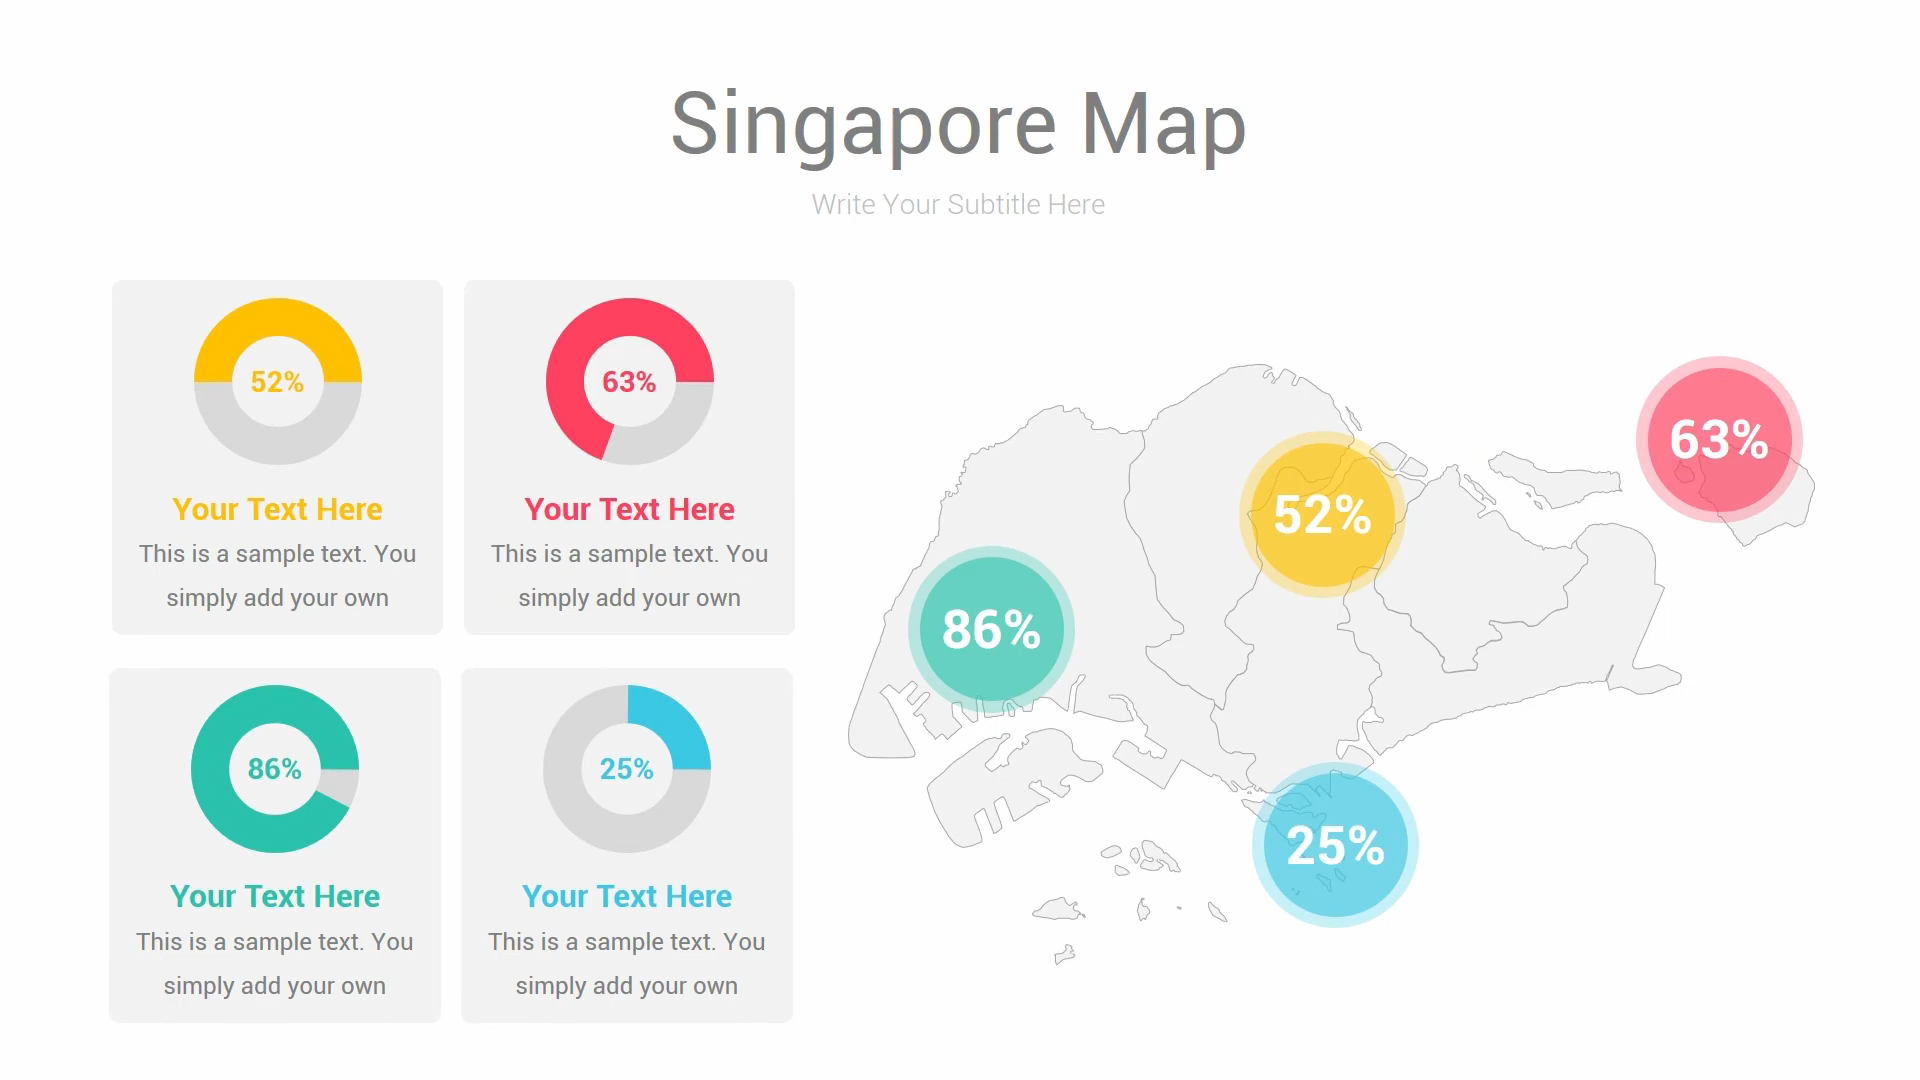 Singapore Map
Write Your Subtitle Here
52%
Your Text Here
This is a sample text. You
simply add your own
63%
Your Text Here
This is a sample text. You
simply add your own
86%
Your Text Here
This is a sample text. You
simply add your own
25%
Your Text Here
This is a sample text. You
simply add your own
63%
52%
86%
25%